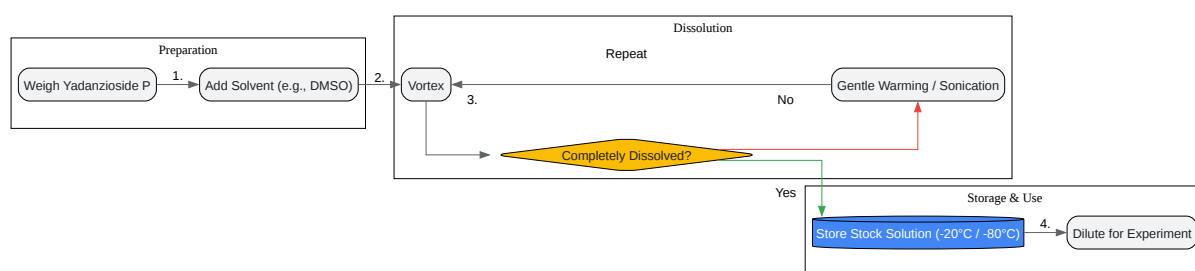 Preparation
Weigh Yadanzioside P
1.
Add Solvent (e.g., DMSO)
2.
Dissolution
Repeat
Vortex
3.
No
Gentle Warming / Sonication
Completely Dissolved?
Yes
Storage & Use
Store Stock Solution (-20°C / -80°C)
4.
Dilute for Experiment